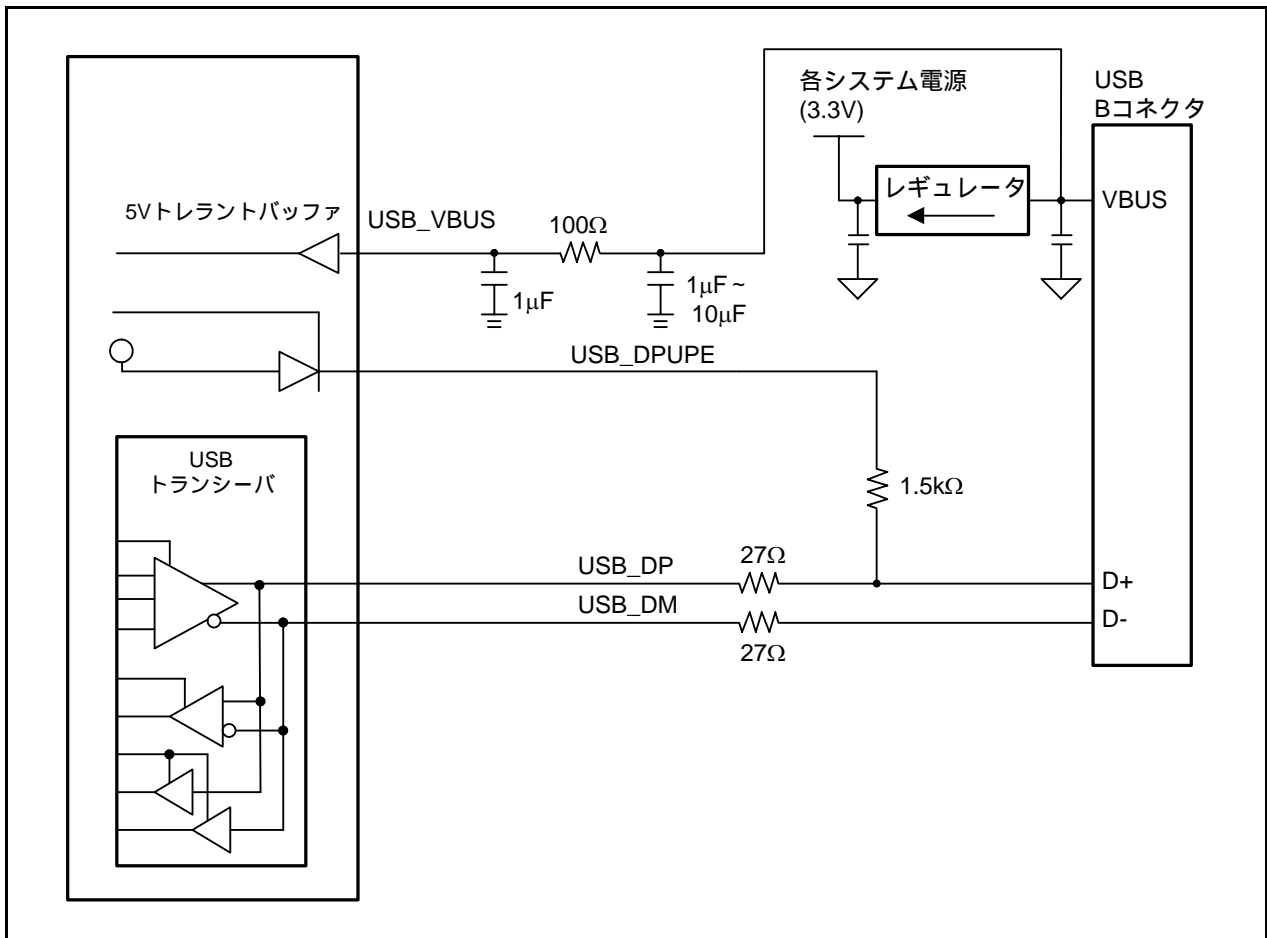 各システム電源
(3.3V)
USB
Bコネクタ
レギュレータ
VBUS
5Vトレラントバッファ
USB_VBUS
100Ω
1μF
1μF ~
10μF
USB_DPUPE
USB
トランシーバ
1.5kΩ
USB_DP
27Ω
D+
USB_DM
D-
27Ω